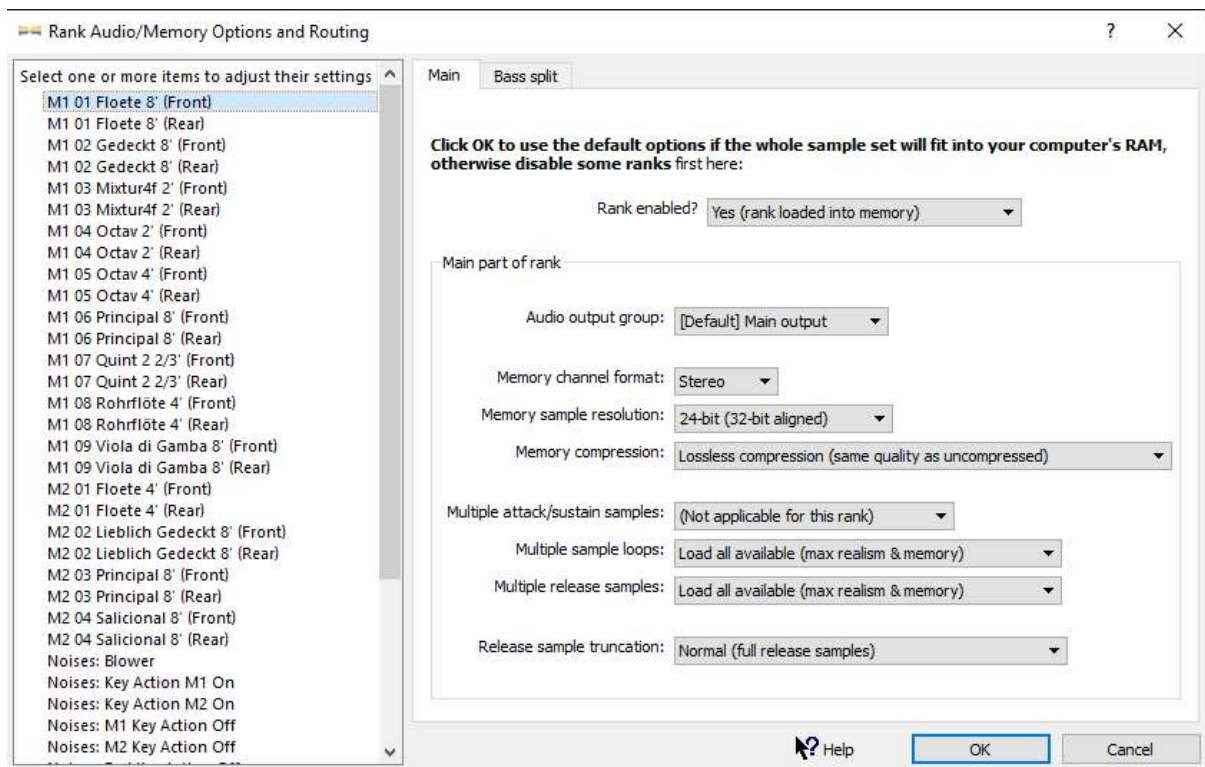 Rank Audio/Memory Options and Routing
? X
Select one or more items to adjust their settings
M1 01 Floete 8' (Front)
M1 01 Floete 8' (Rear)
M1 02 Gedeckt 8' (Front)
M1 02 Gedeckt 8' (Rear)
M1 03 Mixtur4f 2' (Front)
M1 03 Mixtur4f 2' (Rear)
M1 04 Octav 2' (Front)
M1 04 Octav 2' (Rear)
M1 05 Octav 4' (Front)
M1 05 Octav 4' (Rear)
M1 06 Principal 8' (Front)
M1 06 Principal 8' (Rear)
M1 07 Quint 2 2/3' (Front)
M1 07 Quint 2 2/3' (Rear)
M1 08 Rohrflöte 4' (Front)
M1 08 Rohrflöte 4' (Rear)
M1 09 Viola di Gamba 8' (Front)
M1 09 Viola di Gamba 8' (Rear)
M2 01 Floete 4' (Front)
M2 01 Floete 4' (Rear)
M2 02 Lieblich Gedeckt 8' (Front)
M2 02 Lieblich Gedeckt 8' (Rear)
M2 03 Principal 8' (Front)
M2 03 Principal 8' (Rear)
M2 04 Salicional 8' (Front)
M2 04 Salicional 8' (Rear)
Noises: Blower
Noises: Key Action M1 On
Noises: Key Action M2 On
Noises: M1 Key Action Off
Noises: M2 Key Action Off
Main Bass split
Click OK to use the default options if the whole sample set will fit into your computer's RAM,
otherwise disable some ranks first here:
Rank enabled? Yes (rank loaded into memory)
Main part of rank
Audio output group: [Default] Main output
Memory channel format: Stereo
Memory sample resolution: 24-bit (32-bit aligned)
Memory compression: Lossless compression (same quality as uncompressed)
Multiple attack/sustain samples: (Not applicable for this rank)
Multiple sample loops: Load all available (max realism & memory)
Multiple release samples: Load all available (max realism & memory)
Release sample truncation: Normal (full release samples)
? Help OK Cancel